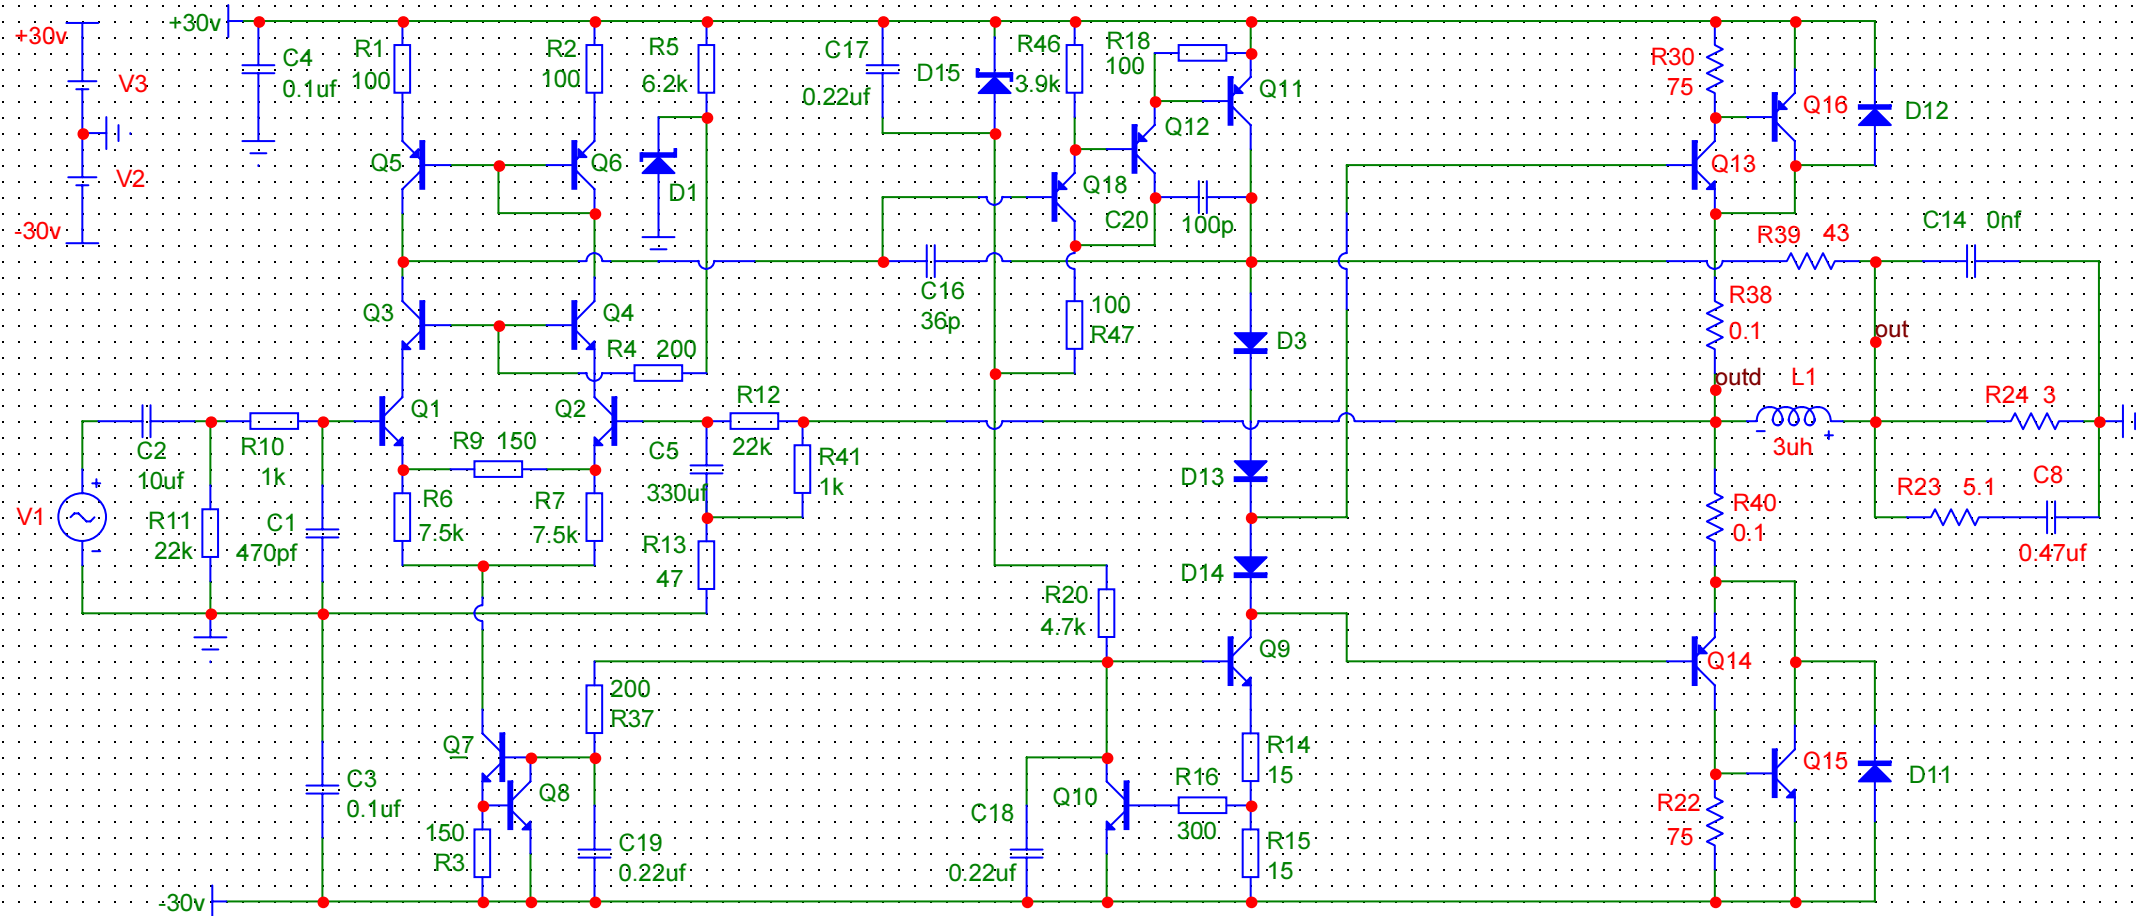 +30v
+30v
V3
V2
-30v
C4
0.1uf
R1
100
R2
100
R5
6.2k
C17
0.22uf
D15
R46
3.9k
R18
100
Q11
Q12
R30
75
Q16
D12
Q5
Q6
D1
Q18
C20
100p
Q13
R39 43
C14 0nf
C16
36p
100
R47
Q3
Q4
R4 200
D3
R38
0.1
out
outd
L1
3uh
R24 3
Q1
Q2
R9 150
C5
330uf
R12
22k
R41
1k
C2
10uf
R10
1k
V1
R11
22k
C1
470pf
R6
7.5k
R7
7.5k
R13
47
D13
D14
R40
0.1
R23 5.1
C8
0.47uf
R20
4.7k
Q9
Q14
200
R37
Q7
Q8
C3
0.1uf
150
R3
C19
0.22uf
C18
0.22uf
Q10
R16
300
R14
15
R15
15
Q15
D11
R22
75
-30v